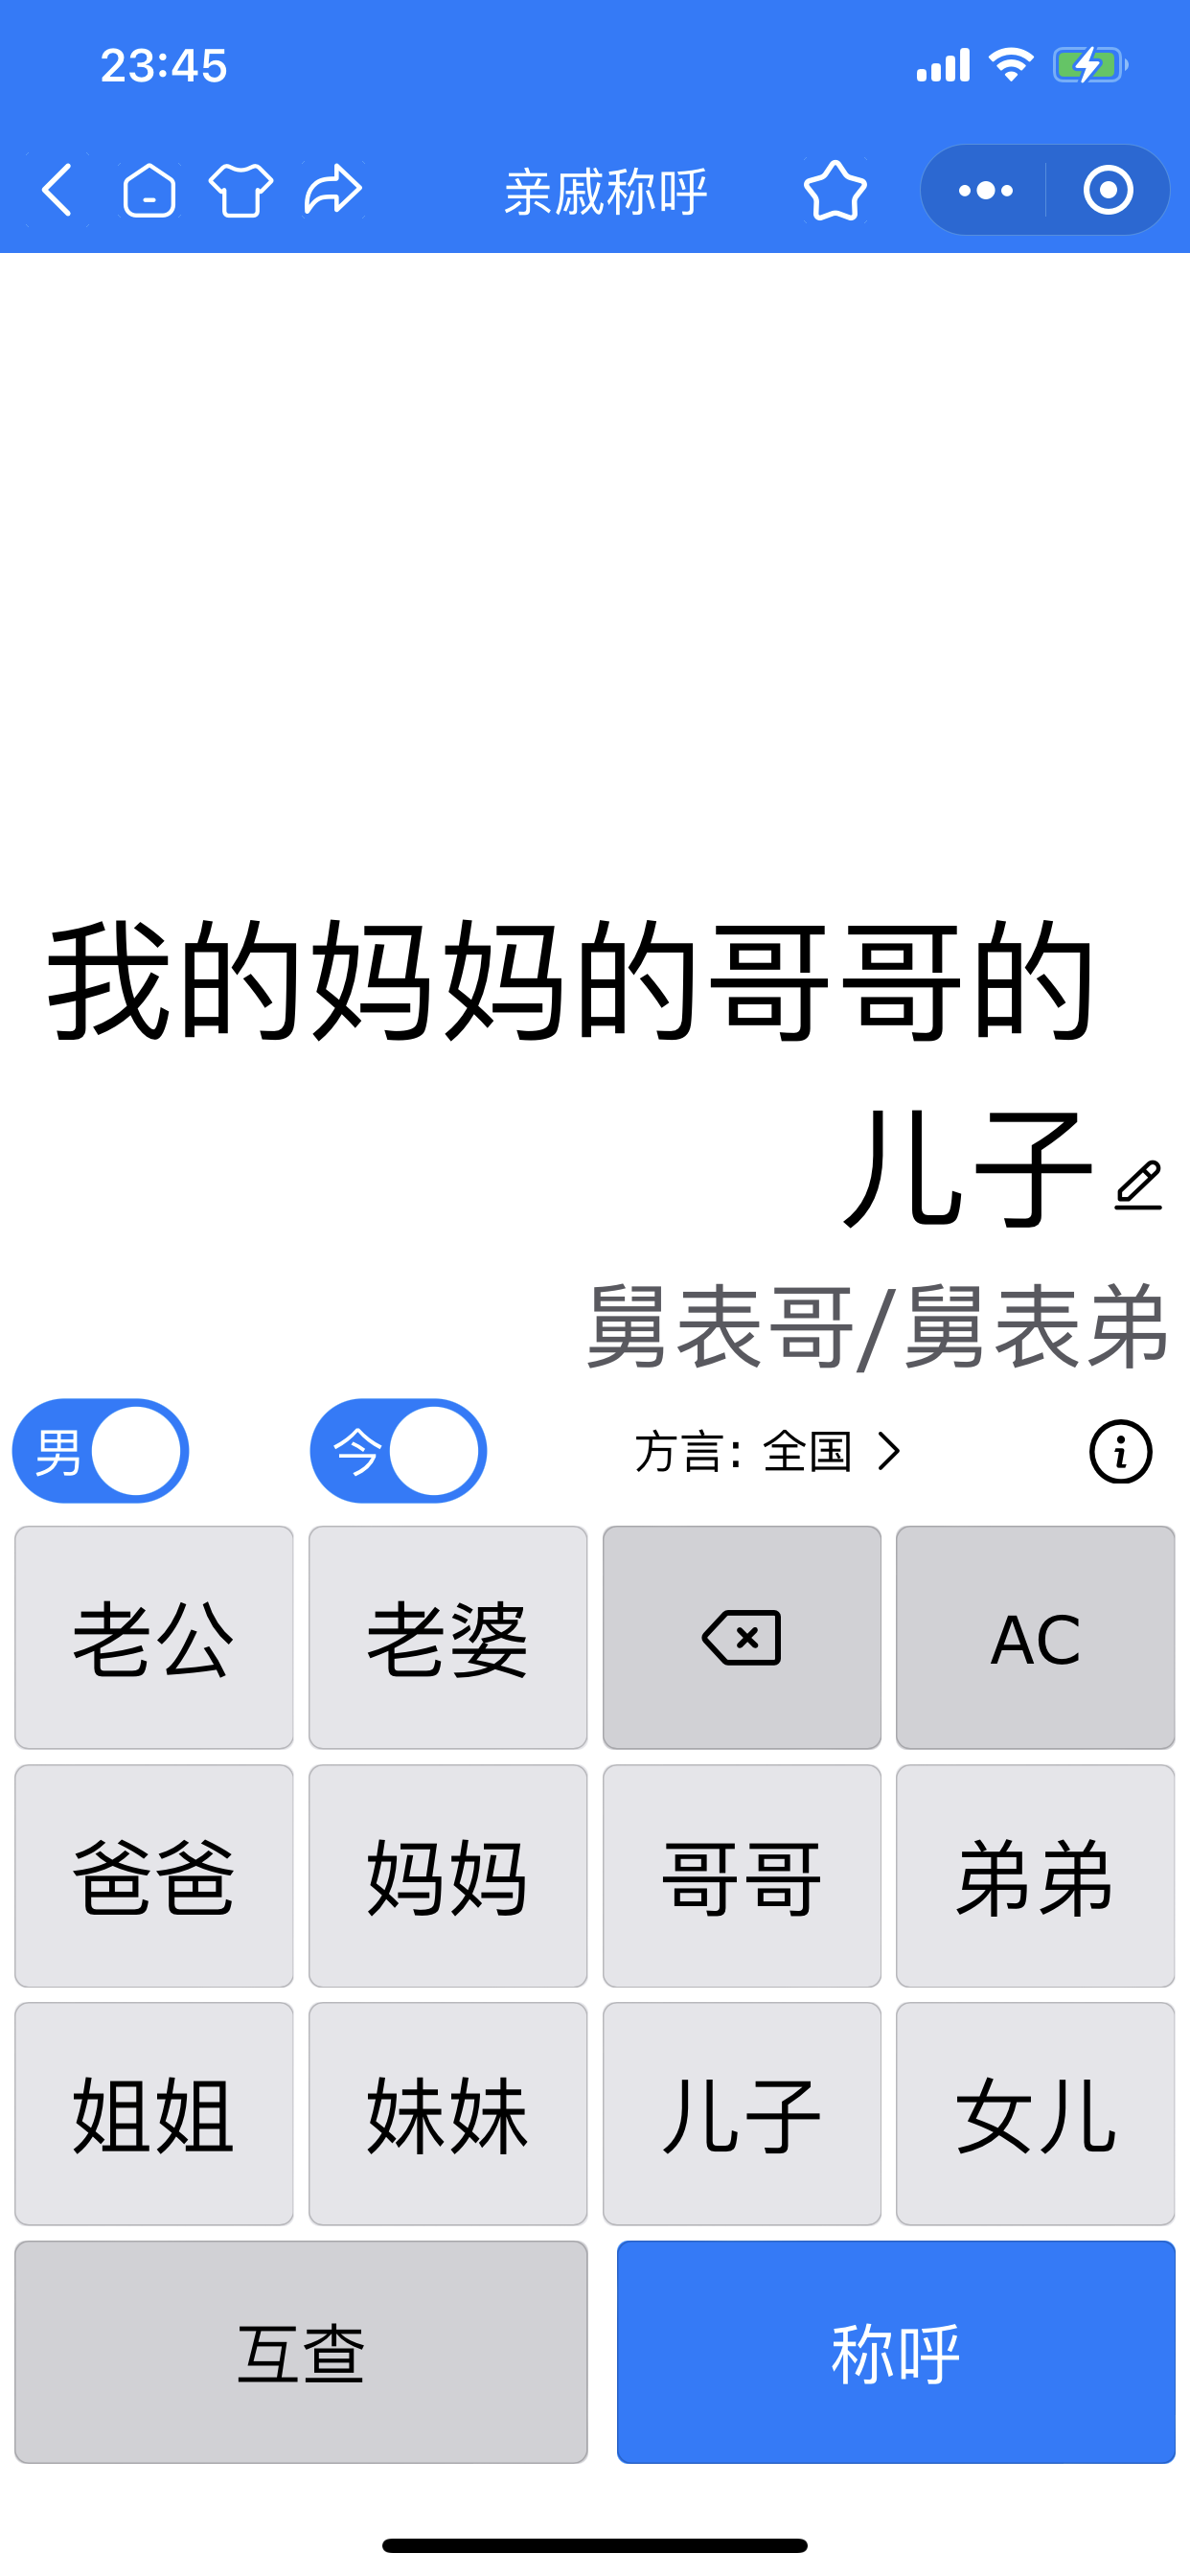 23:45
亲戚称呼
我的妈妈的哥哥的
儿子
舅表哥/舅表弟
男 今 方言: 全国
老公 老婆 AC
爸爸 妈妈 哥哥 弟弟
姐姐 妹妹 儿子 女儿
互查 称呼